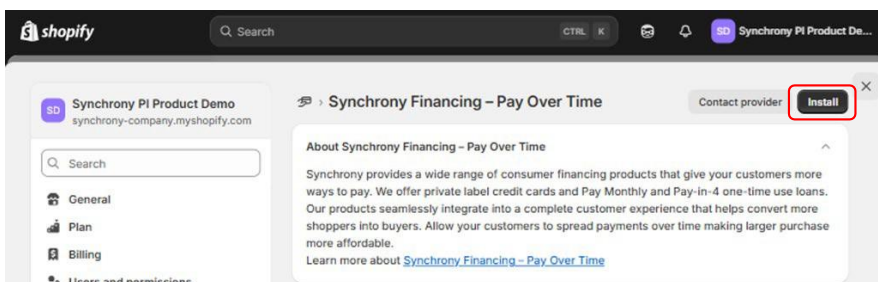 shopify
Search
CTRL K
SD
Synchrony PI Product De...
SD
Synchrony PI Product Demo
synchrony-company.myshopify.com
Search
General
Plan
Billing
Users and permissions
› Synchrony Financing – Pay Over Time
Contact provider
Install
About Synchrony Financing – Pay Over Time
Synchrony provides a wide range of consumer financing products that give your customers more
ways to pay. We offer private label credit cards and Pay Monthly and Pay-in-4 one-time use loans.
Our products seamlessly integrate into a complete customer experience that helps convert more
shoppers into buyers. Allow your customers to spread payments over time making larger purchase
more affordable.
Learn more about Synchrony Financing – Pay Over Time